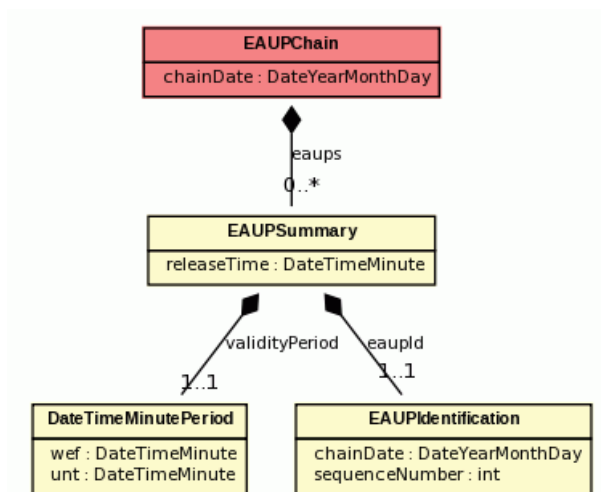 EAUPChain
chainDate : DateYearMonthDay
eaups
0..*
EAUPSummary
releaseTime : DateTimeMinute
validityPeriod
eaupId
1..1
1..1
DateTimeMinutePeriod
EAUPIdentification
wef : DateTimeMinute
unt : DateTimeMinute
chainDate : DateYearMonthDay
sequenceNumber : int